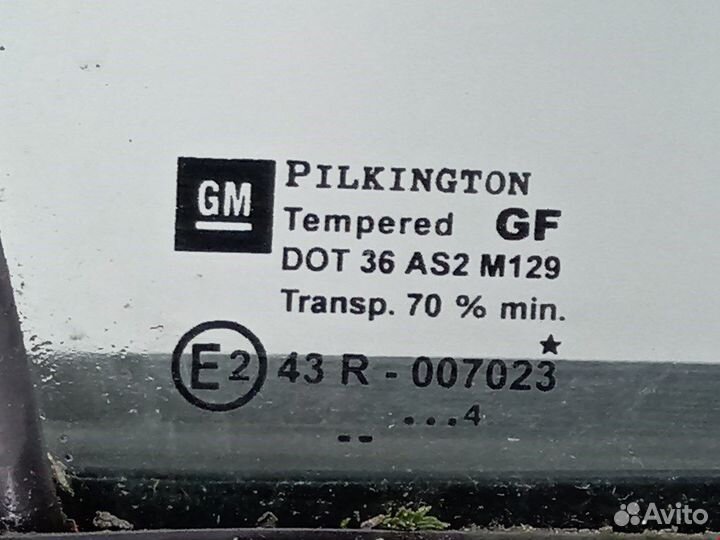 GM
PILKINGTON
Tempered GF
DOT 36 AS2 M129
Transp. 70 % min.
E2 43 R - 007023 ★
...4
--
Avito